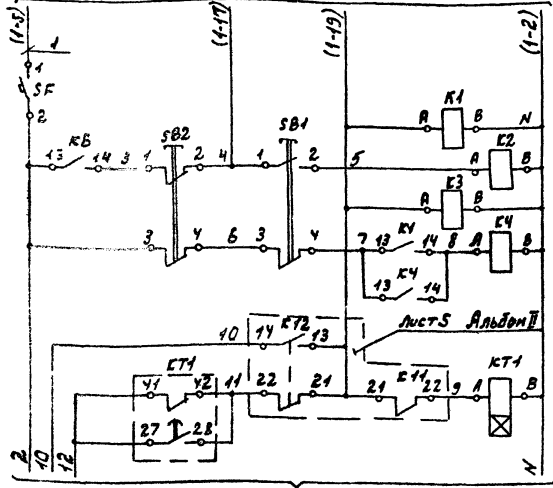 (1-5) (1-17) (1-19) (1-2)
1
1
SF
2
K1
A B N
SB2 SB1
КБ
13 14 3 1 2 4 1 2 5
K2
A B
K3
A B
3 4 6 3 4 7 13 K1 14 8 A K4 B
13 K4 14
Лист 5 Альбом II
10 14 K12 13
KT1 K11 KT1
41 42 11 22 21 21 22 9 A B
27 28
2 10 12 N